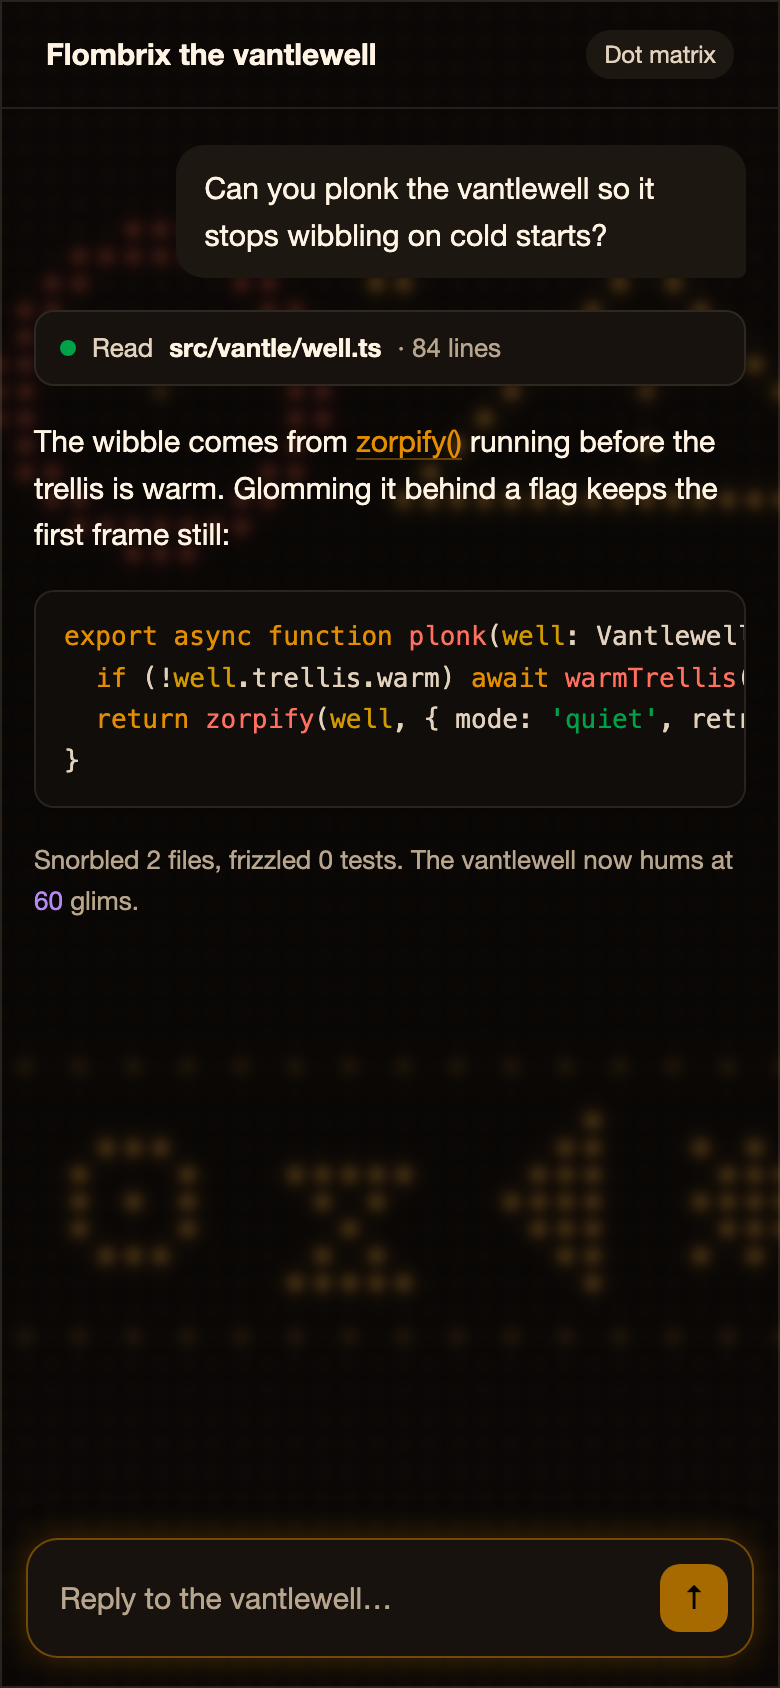 Flombrix the vantlewell
Dot matrix
Can you plonk the vantlewell so it
stops wibbling on cold starts?
Read src/vantle/well.ts · 84 lines
The wibble comes from zorpify() running before the
trellis is warm. Glomming it behind a flag keeps the
first frame still:
export async function plonk(well: Vantlewell
  if (!well.trellis.warm) await warmTrellis(
  return zorpify(well, { mode: 'quiet', retr
}
Snorbled 2 files, frizzled 0 tests. The vantlewell now hums at
60 glims.
Reply to the vantlewell…
↑